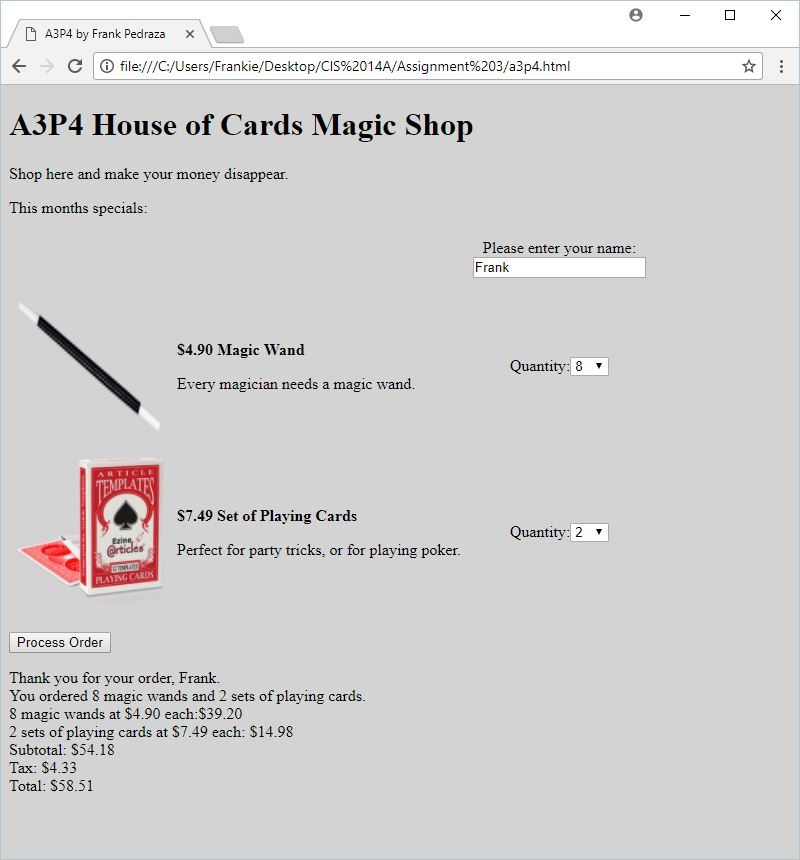 A3P4 by Frank Pedraza
file:///C:/Users/Frankie/Desktop/CIS%2014A/Assignment%203/a3p4.html
A3P4 House of Cards Magic Shop
Shop here and make your money disappear.
This months specials:
Please enter your name:
Frank
$4.90 Magic Wand
Every magician needs a magic wand.
Quantity: 8
ARTICLE
TEMPLATES
Ezine
@rticles
12 TEMPLATES
PLAYING CARDS
$7.49 Set of Playing Cards
Perfect for party tricks, or for playing poker.
Quantity: 2
Process Order
Thank you for your order, Frank.
You ordered 8 magic wands and 2 sets of playing cards.
8 magic wands at $4.90 each:$39.20
2 sets of playing cards at $7.49 each: $14.98
Subtotal: $54.18
Tax: $4.33
Total: $58.51